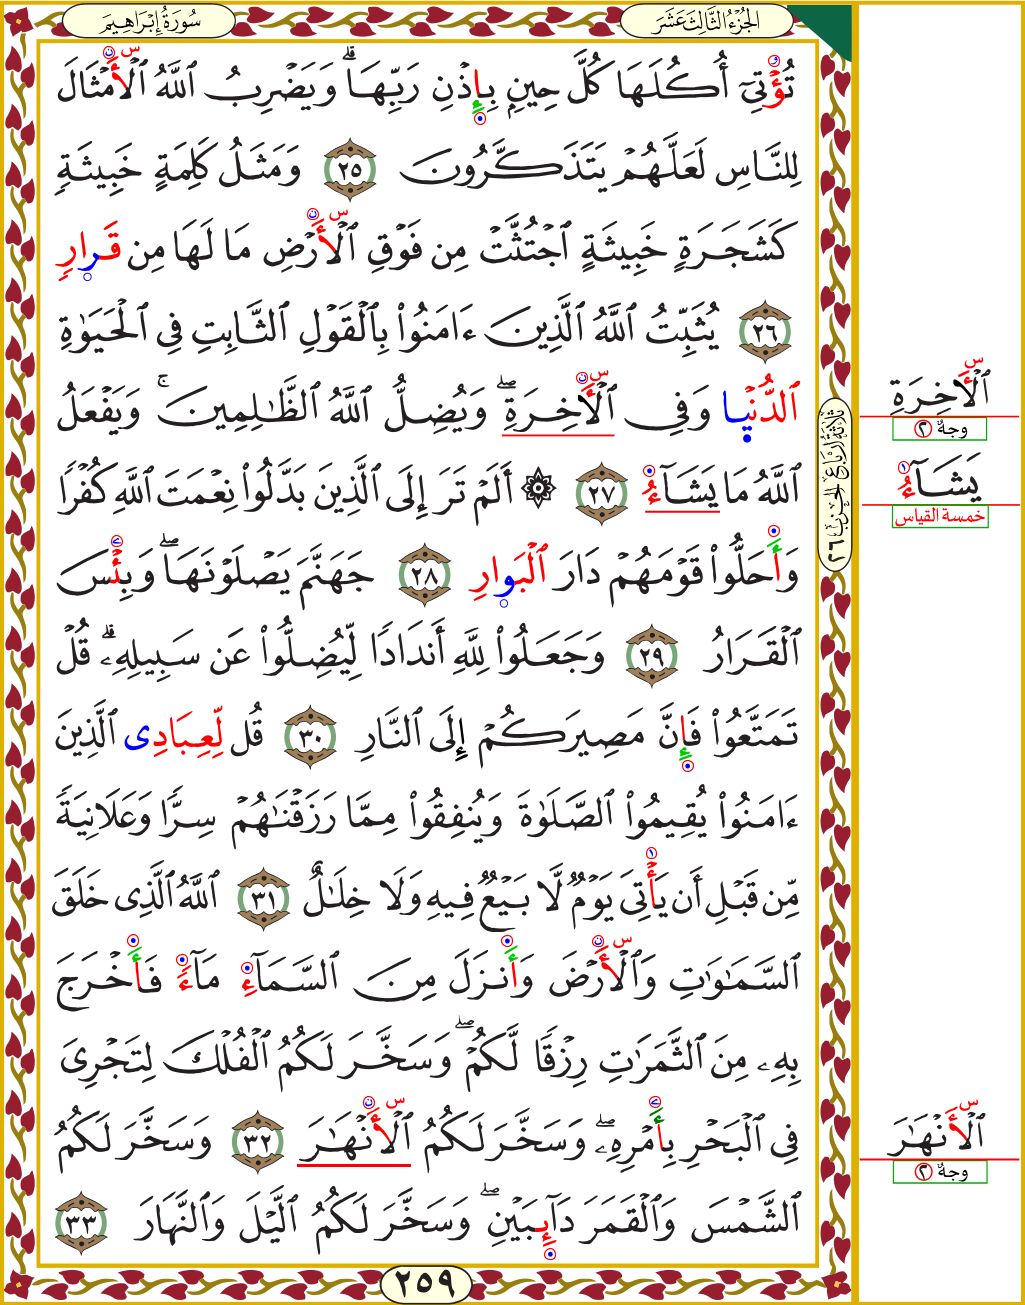 سُورَةُ إِبْرَاهِيمَ
الجُزْءُ الثَّالِثَ عَشَرَ
تُؤْتِىٓ أُكُلَهَا كُلَّ حِينٍۭ بِإِذْنِ رَبِّهَاۗ وَيَضْرِبُ ٱللَّهُ ٱلْأَمْثَالَ
لِلنَّاسِ لَعَلَّهُمْ يَتَذَكَّرُونَ ٢٥ وَمَثَلُ كَلِمَةٍ خَبِيثَةٍ
كَشَجَرَةٍ خَبِيثَةٍ ٱجْتُثَّتْ مِن فَوْقِ ٱلْأَرْضِ مَا لَهَا مِن قَرَارٍ
٢٦ يُثَبِّتُ ٱللَّهُ ٱلَّذِينَ ءَامَنُوا۟ بِٱلْقَوْلِ ٱلثَّابِتِ فِى ٱلْحَيَوٰةِ
ٱلدُّنْيَا وَفِى ٱلْأَخِرَةِۖ وَيُضِلُّ ٱللَّهُ ٱلظَّٰلِمِينَۚ وَيَفْعَلُ
ٱللَّهُ مَا يَشَآءُ ٢٧ ۞ أَلَمْ تَرَ إِلَى ٱلَّذِينَ بَدَّلُوا۟ نِعْمَتَ ٱللَّهِ كُفْرًا
وَأَحَلُّوا۟ قَوْمَهُمْ دَارَ ٱلْبَوَارِ ٢٨ جَهَنَّمَ يَصْلَوْنَهَاۖ وَبِئْسَ
ٱلْقَرَارُ ٢٩ وَجَعَلُوا۟ لِلَّهِ أَندَادًا لِّيُضِلُّوا۟ عَن سَبِيلِهِۦۗ قُلْ
تَمَتَّعُوا۟ فَإِنَّ مَصِيرَكُمْ إِلَى ٱلنَّارِ ٣٠ قُل لِّعِبَادِى ٱلَّذِينَ
ءَامَنُوا۟ يُقِيمُوا۟ ٱلصَّلَوٰةَ وَيُنفِقُوا۟ مِمَّا رَزَقْنَٰهُمْ سِرًّا وَعَلَانِيَةً
مِّن قَبْلِ أَن يَأْتِىَ يَوْمٌ لَّا بَيْعٌ فِيهِ وَلَا خِلَٰلٌ ٣١ ٱللَّهُ ٱلَّذِى خَلَقَ
ٱلسَّمَٰوَٰتِ وَٱلْأَرْضَ وَأَنزَلَ مِنَ ٱلسَّمَآءِ مَآءً فَأَخْرَجَ
بِهِۦ مِنَ ٱلثَّمَرَٰتِ رِزْقًا لَّكُمْۖ وَسَخَّرَ لَكُمُ ٱلْفُلْكَ لِتَجْرِىَ
فِى ٱلْبَحْرِ بِأَمْرِهِۦۖ وَسَخَّرَ لَكُمُ ٱلْأَنْهَٰرَ ٣٢ وَسَخَّرَ لَكُمُ
ٱلشَّمْسَ وَٱلْقَمَرَ دَآئِبَيْنِۖ وَسَخَّرَ لَكُمُ ٱلَّيْلَ وَٱلنَّهَارَ ٣٣
٢٥٩
ثَلَاثَةُ أَرْبَاعِ الْحِزْبِ ٢٦
ٱلْأَخِرَةِ
وجهٌ ٢
يَشَآءُ
خمسة القياس
ٱلْأَنْهَٰرَ
وجهٌ ٢